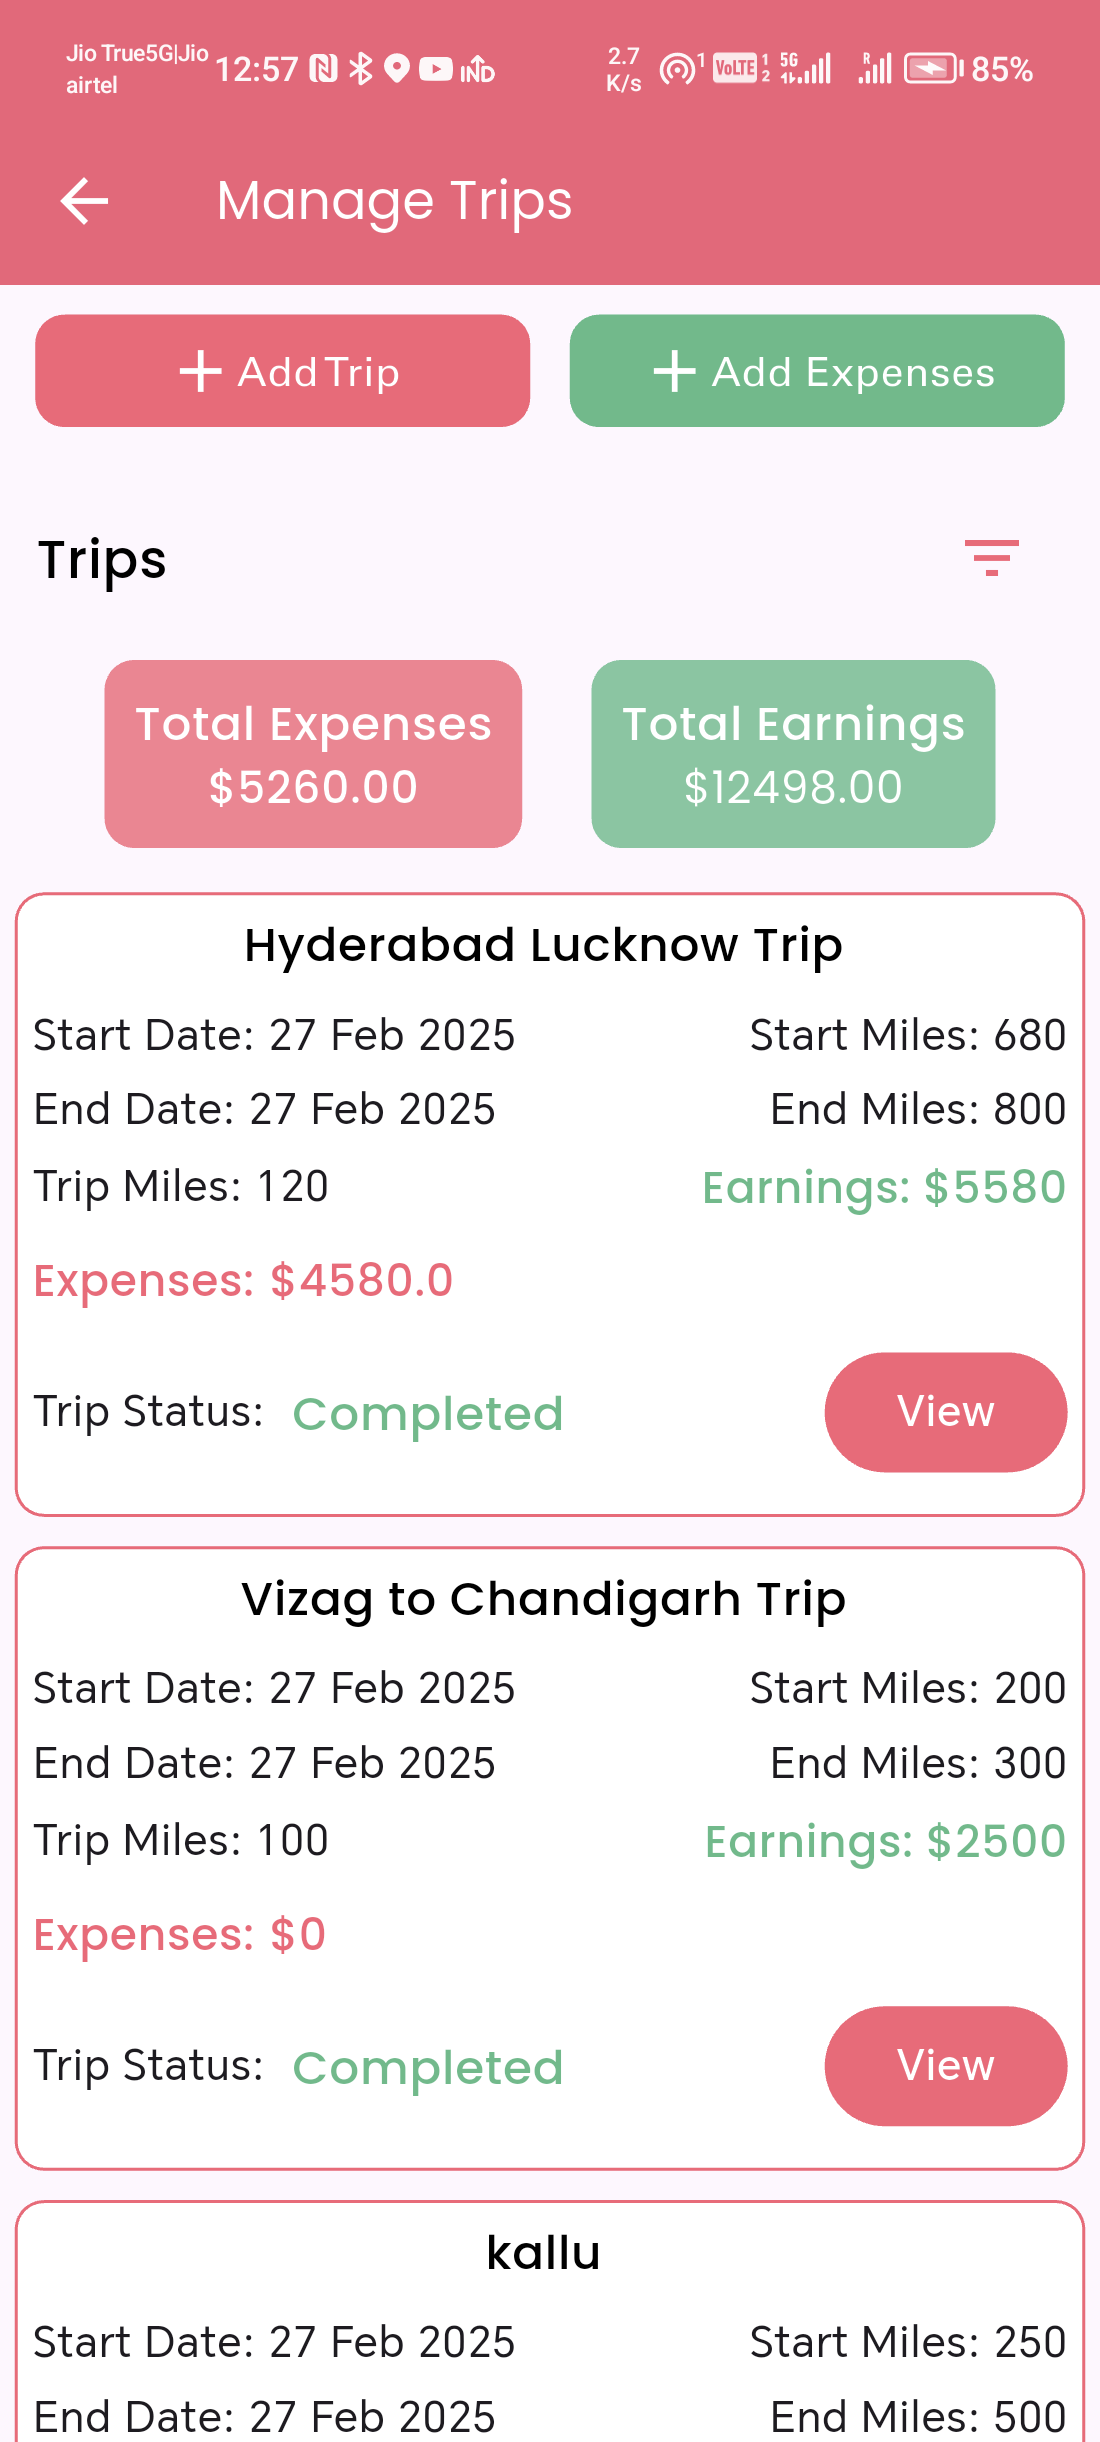 Jio True5G|Jio
airtel
12:57
IND
2.7
K/s
1
VoLTE
1
2
5G
R
85%
Manage Trips
Add Trip
Add Expenses
Trips
Total Expenses
$5260.00
Total Earnings
$12498.00
Hyderabad Lucknow Trip
Start Date: 27 Feb 2025
Start Miles: 680
End Date: 27 Feb 2025
End Miles: 800
Trip Miles: 120
Earnings: $5580
Expenses: $4580.0
Trip Status: Completed
View
Vizag to Chandigarh Trip
Start Date: 27 Feb 2025
Start Miles: 200
End Date: 27 Feb 2025
End Miles: 300
Trip Miles: 100
Earnings: $2500
Expenses: $0
Trip Status: Completed
View
kallu
Start Date: 27 Feb 2025
Start Miles: 250
End Date: 27 Feb 2025
End Miles: 500